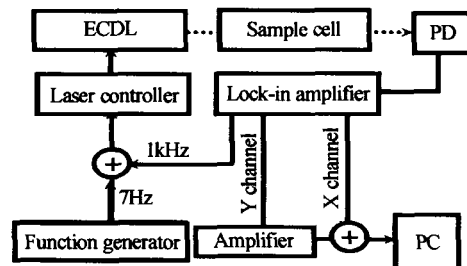 ECDL
Sample cell
PD
Laser controller
Lock-in amplifier
1kHz
Y channel
X channel
7Hz
Function generator
Amplifier
PC